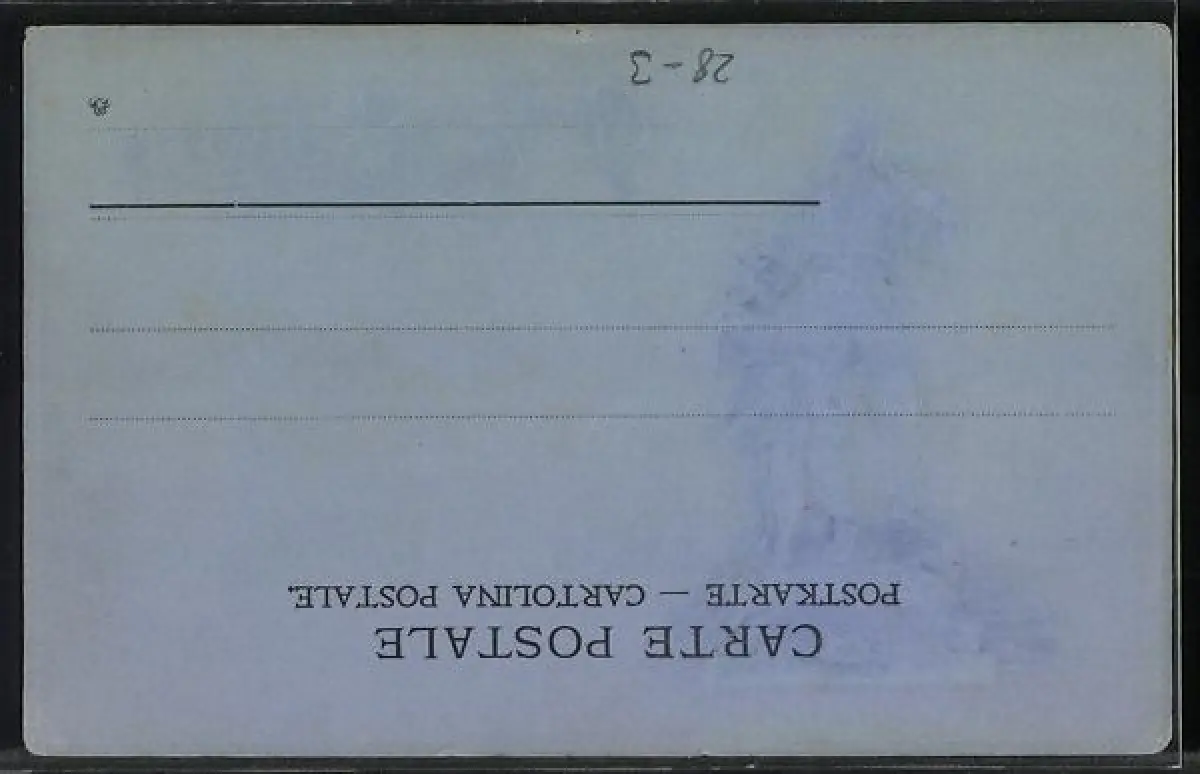 CARTE POSTALE
POSTKARTE — CARTOLINA POSTALE.
28-3